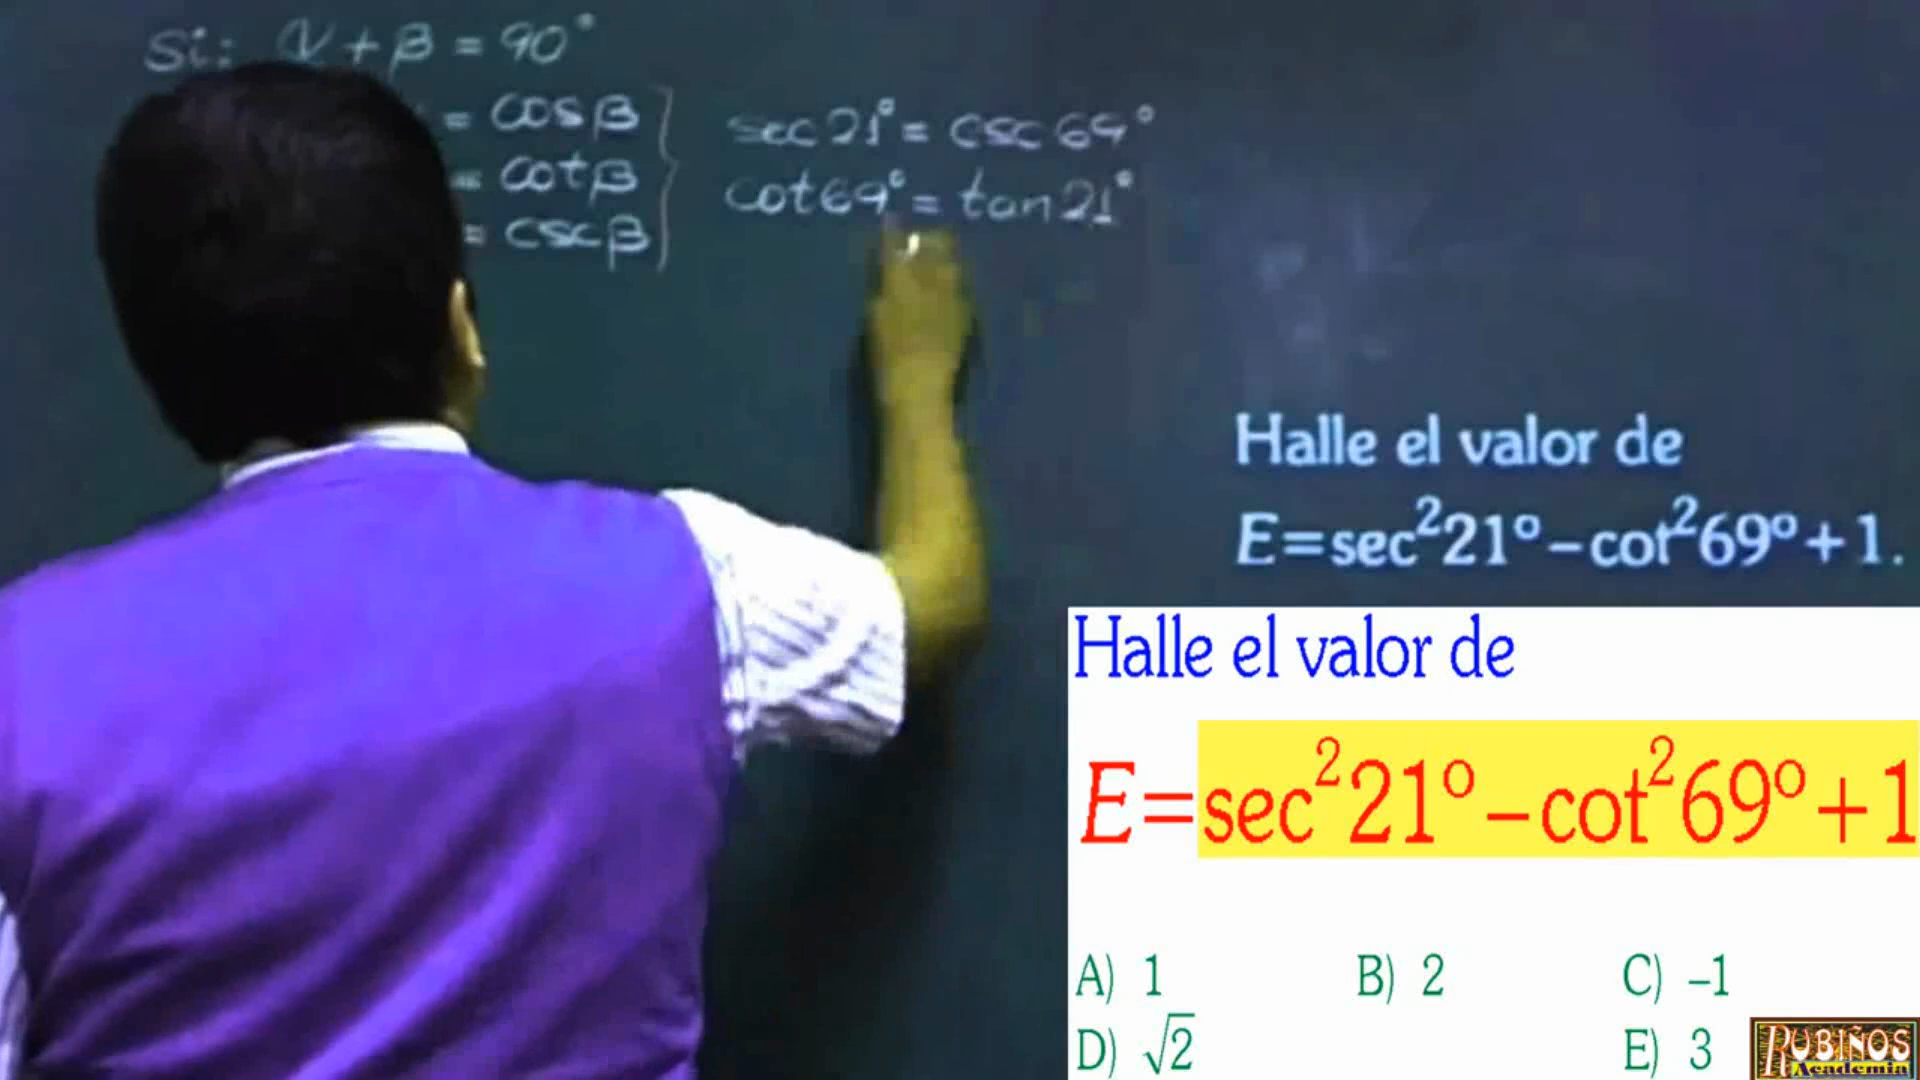 Si: α + β = 90°
= cos β
= cot β
= csc β
sec 21° = csc 69°
cot 69° = tan 21°
Halle el valor de
E=sec²21°–cot²69°+1.
Halle el valor de
E=sec²21°–cot²69°+1
A) 1 B) 2 C) –1
D) √2 E) 3
RUBIÑOS
Academia